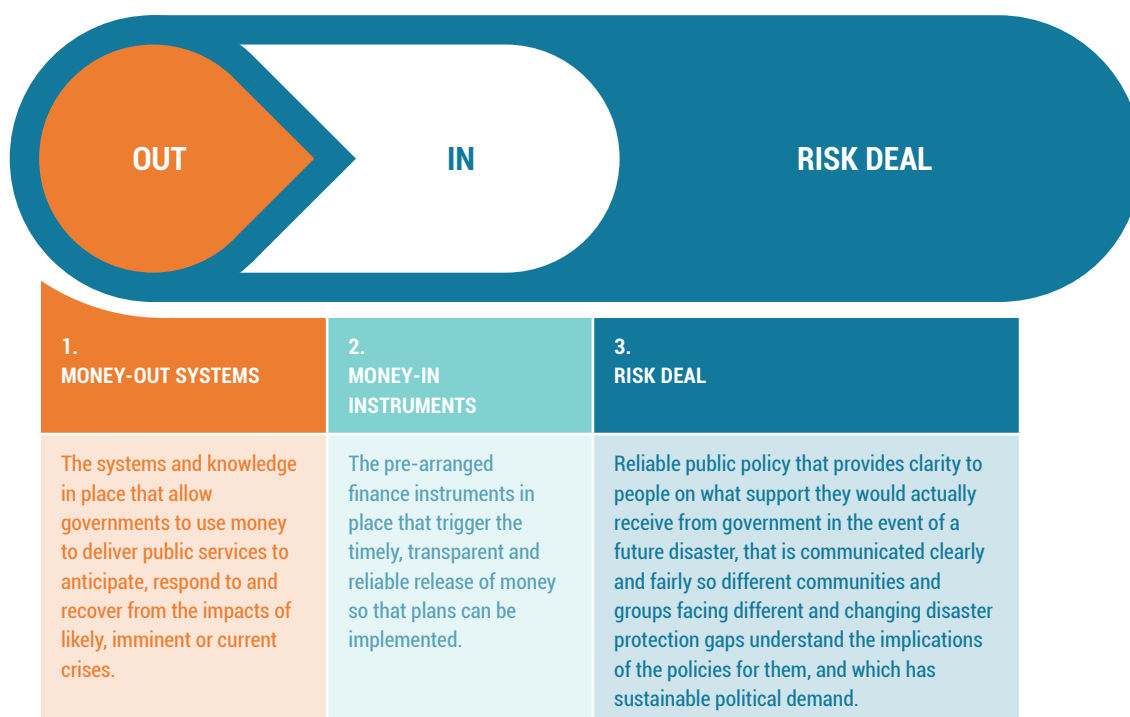 OUT
IN
RISK DEAL
1.
MONEY-OUT SYSTEMS
The systems and knowledge
in place that allow
governments to use money
to deliver public services to
anticipate, respond to and
recover from the impacts of
likely, imminent or current
crises.
2.
MONEY-IN
INSTRUMENTS
The pre-arranged
finance instruments in
place that trigger the
timely, transparent and
reliable release of money
so that plans can be
implemented.
3.
RISK DEAL
Reliable public policy that provides clarity to
people on what support they would actually
receive from government in the event of a
future disaster, that is communicated clearly
and fairly so different communities and
groups facing different and changing disaster
protection gaps understand the implications
of the policies for them, and which has
sustainable political demand.